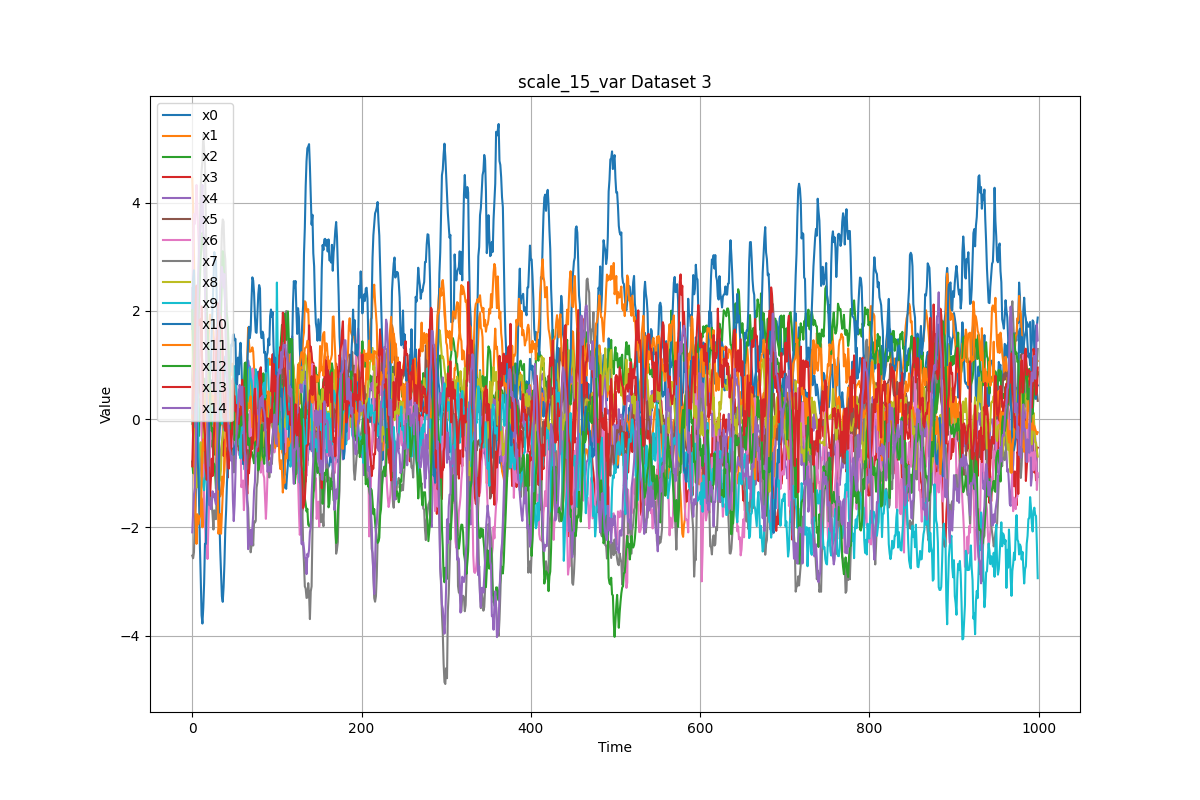 scale_15_var Dataset 3
x0
x1
x2
x3
x4
x5
x6
x7
x8
x9
x10
x11
x12
x13
x14
Value
4
2
0
−2
−4
0 200 400 600 800 1000
Time